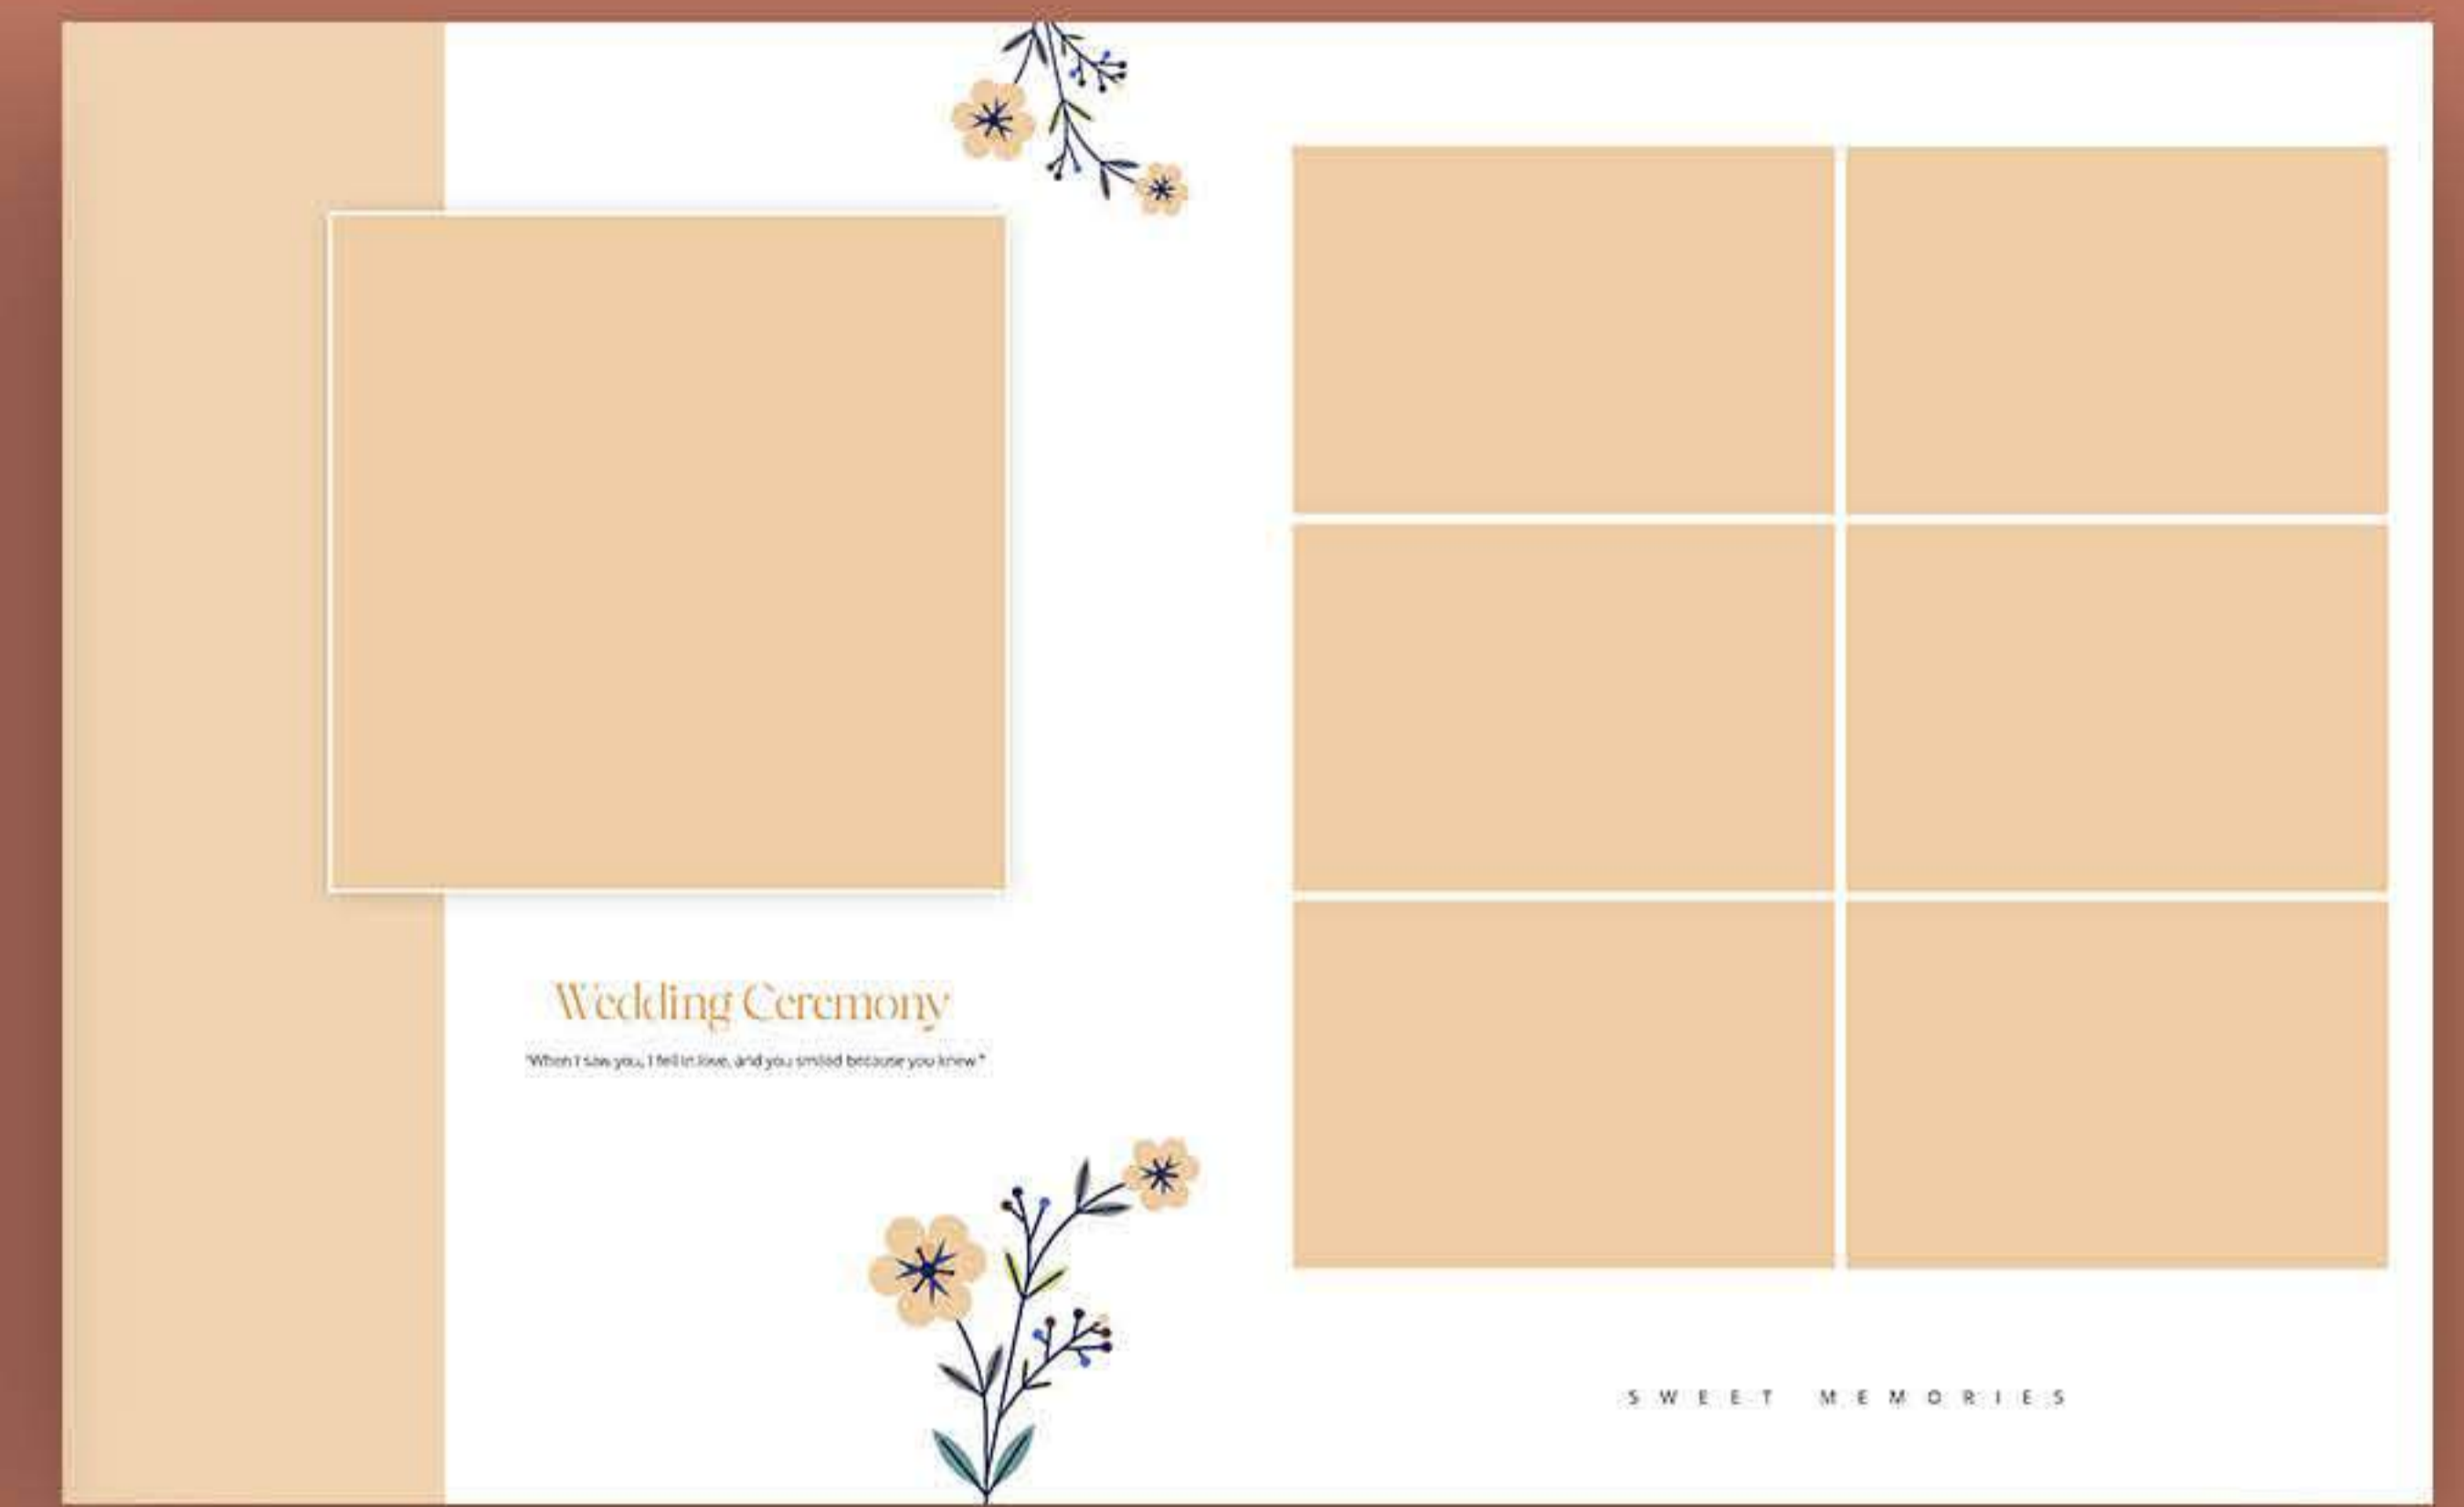 Wedding Ceremony
"When I saw you, I fell in love, and you smiled because you knew."
SWEET MEMORIES